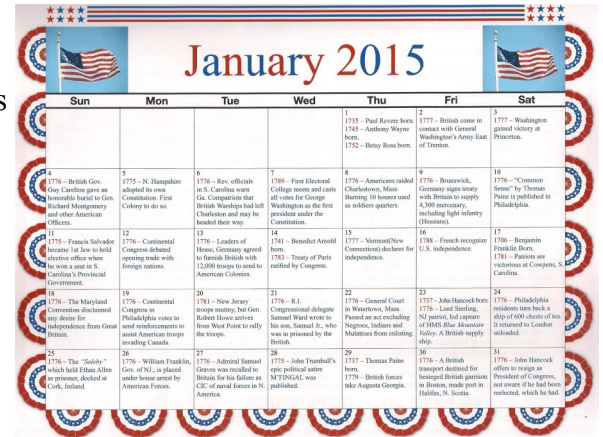 s
January 2015
Sun Mon Tue Wed Thu Fri Sat
1
1735 – Paul Revere born.
1745 – Anthony Wayne
born.
1752 – Betsy Ross born.
2
1777 – British come in
contact with General
Washington's Army East
of Trenton.
3
1777 – Washington
gained victory at
Princeton.
4
1776 – British Gov.
Guy Carelton gave an
honorable burial to Gen.
Richard Montgomery
and other American
Officers.
5
1775 – N. Hampshire
adopted its own
Constitution. First
Colony to do so.
6
1776 – Rev. officials
in S. Carolina warn
Ga. Compatriots that
British Warships had left
Charleston and may be
headed their way.
7
1789 – First Electoral
College meets and casts
all votes for George
Washington as the first
president under the
Constitution.
8
1776 – Americans raided
Charlestown, Mass.
Burning 10 houses used
as soldiers quarters.
9
1776 – Brunswick,
Germany signs treaty
with Britain to supply
4,300 mercenary,
including light infantry
(Hessians).
10
1776 – "Common
Sense" by Thomas
Paine is published in
Philadelphia.
11
1775 – Francis Salvador
became 1st Jew to hold
elective office when
he won a seat in S.
Carolina's Provincial
Government.
12
1776 – Continental
Congress debated
opening trade with
foreign nations.
13
1776 – Leaders of
Hesse, Germany agreed
to furnish British with
12,000 troops to send to
American Colonies.
14
1741 – Benedict Arnold
born.
1783 – Treaty of Paris
ratified by Congress.
15
1777 – Vermont(New
Connecticut) declares for
independence.
16
1788 – French recognize
U.S. independence.
17
1706 – Benjamin
Franklin Born.
1781 – Patriots are
victorious at Cowpens, S.
Carolina.
18
1776 – The Maryland
Convention disclaimed
any desire for
independence from Great
Britain.
19
1776 – Continental
Congress in
Philadelphia votes to
send reinforcements to
assist American troops
invading Canada.
20
1781 – New Jersey
troops mutiny, but Gen.
Robert Howe arrives
from West Point to rally
the troops.
21
1776 – R.I.
Congressional delegate
Samuel Ward wrote to
his son, Samuel Jr., who
was in prisoned by the
British.
22
1776 – General Court
in Watertown, Mass.
Passed an act excluding
Negroes, Indians and
Mulattoes from enlisting.
23
1737 – John Hancock born.
1776 – Lord Sterling,
NJ patriot, led capture
of HMS Blue Mountain
Valley. A British supply
ship.
24
1776 – Philadelphia
residents turn back a
ship of 600 chests of tea.
It returned to London
unloaded.
25
1776 – The "Soleby"
which held Ethan Allen
as prisoner, docked at
Cork, Ireland.
26
1776 – William Franklin,
Gov. of NJ., is placed
under house arrest by
American Forces.
27
1776 – Admiral Samuel
Graves was recalled to
Britain for his failure as
CIC of naval forces in N.
America.
28
1775 – John Trumbull's
epic political satire
M'FINGAL was
published.
29
1737 – Thomas Paine
born.
1779 – British forces
take Augusta Georgia.
30
1776 – A British
transport destined for
besieged British garrison
in Boston, made port in
Halifax, N. Scotia.
31
1776 – John Hancock
offers to resign as
President of Congress,
not aware if he had been
reelected, which he had.